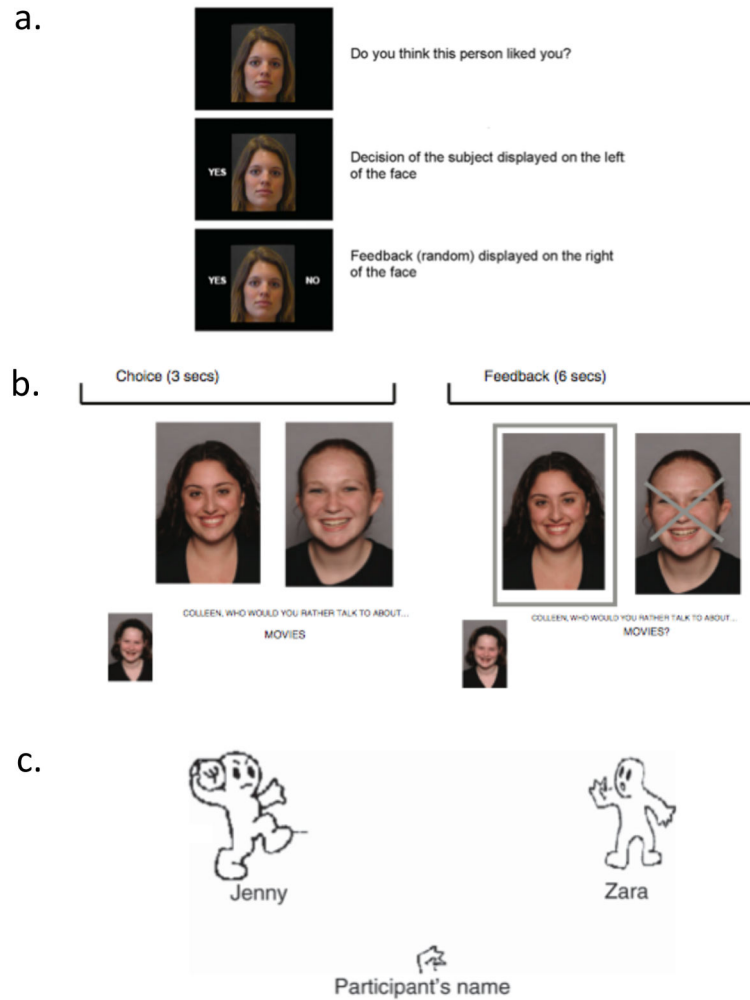 a.
Do you think this person liked you?
YES
Decision of the subject displayed on the left
of the face
YES
NO
Feedback (random) displayed on the right
of the face
b.
Choice (3 secs)
Feedback (6 secs)
COLLEEN, WHO WOULD YOU RATHER TALK TO ABOUT...
MOVIES
COLLEEN, WHO WOULD YOU RATHER TALK TO ABOUT...
MOVIES?
c.
Jenny
Zara
Participant's name